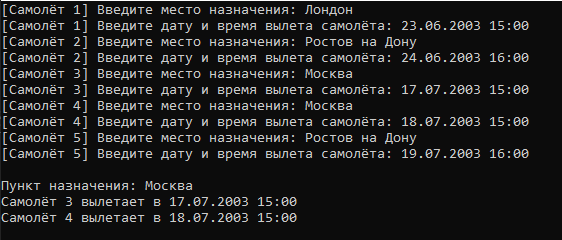 [Самолёт 1] Введите место назначения: Лондон
[Самолёт 1] Введите дату и время вылета самолёта: 23.06.2003 15:00
[Самолёт 2] Введите место назначения: Ростов на Дону
[Самолёт 2] Введите дату и время вылета самолёта: 24.06.2003 16:00
[Самолёт 3] Введите место назначения: Москва
[Самолёт 3] Введите дату и время вылета самолёта: 17.07.2003 15:00
[Самолёт 4] Введите место назначения: Москва
[Самолёт 4] Введите дату и время вылета самолёта: 18.07.2003 15:00
[Самолёт 5] Введите место назначения: Ростов на Дону
[Самолёт 5] Введите дату и время вылета самолёта: 19.07.2003 16:00
Пункт назначения: Москва
Самолёт 3 вылетает в 17.07.2003 15:00
Самолёт 4 вылетает в 18.07.2003 15:00